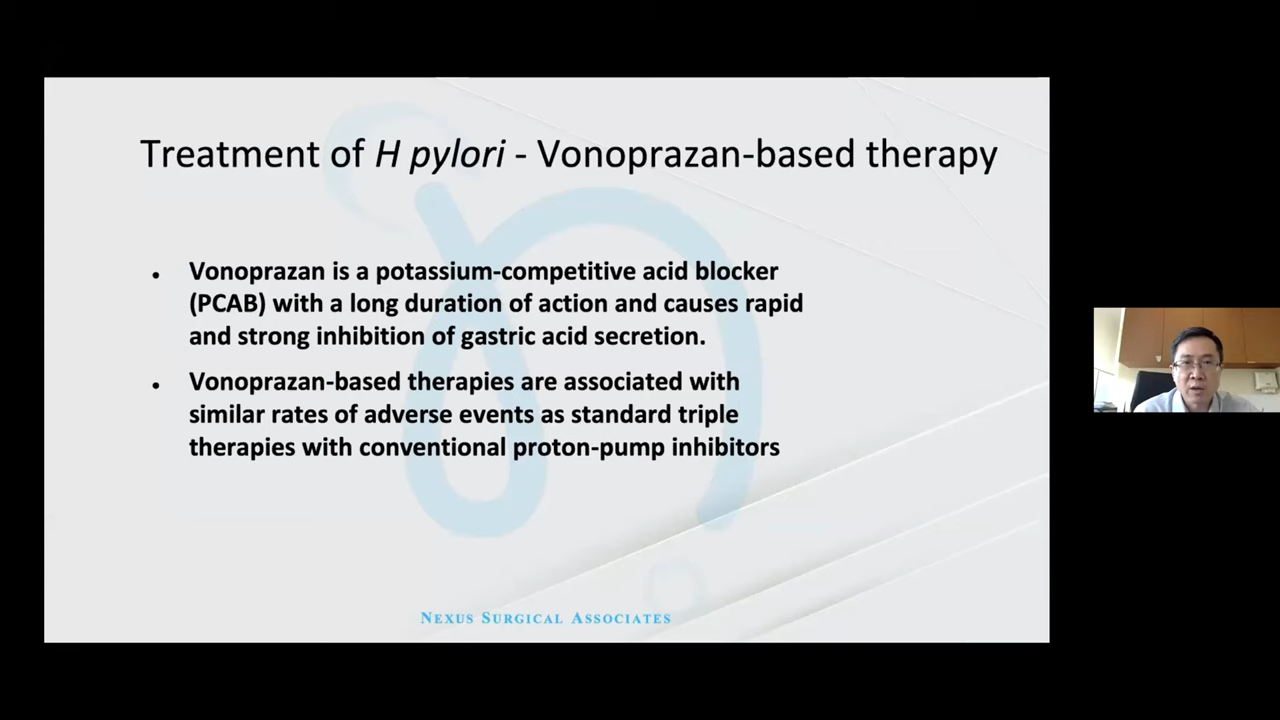 Treatment of H pylori - Vonoprazan-based therapy
• Vonoprazan is a potassium-competitive acid blocker
(PCAB) with a long duration of action and causes rapid
and strong inhibition of gastric acid secretion.
• Vonoprazan-based therapies are associated with
similar rates of adverse events as standard triple
therapies with conventional proton-pump inhibitors
NEXUS SURGICAL ASSOCIATES